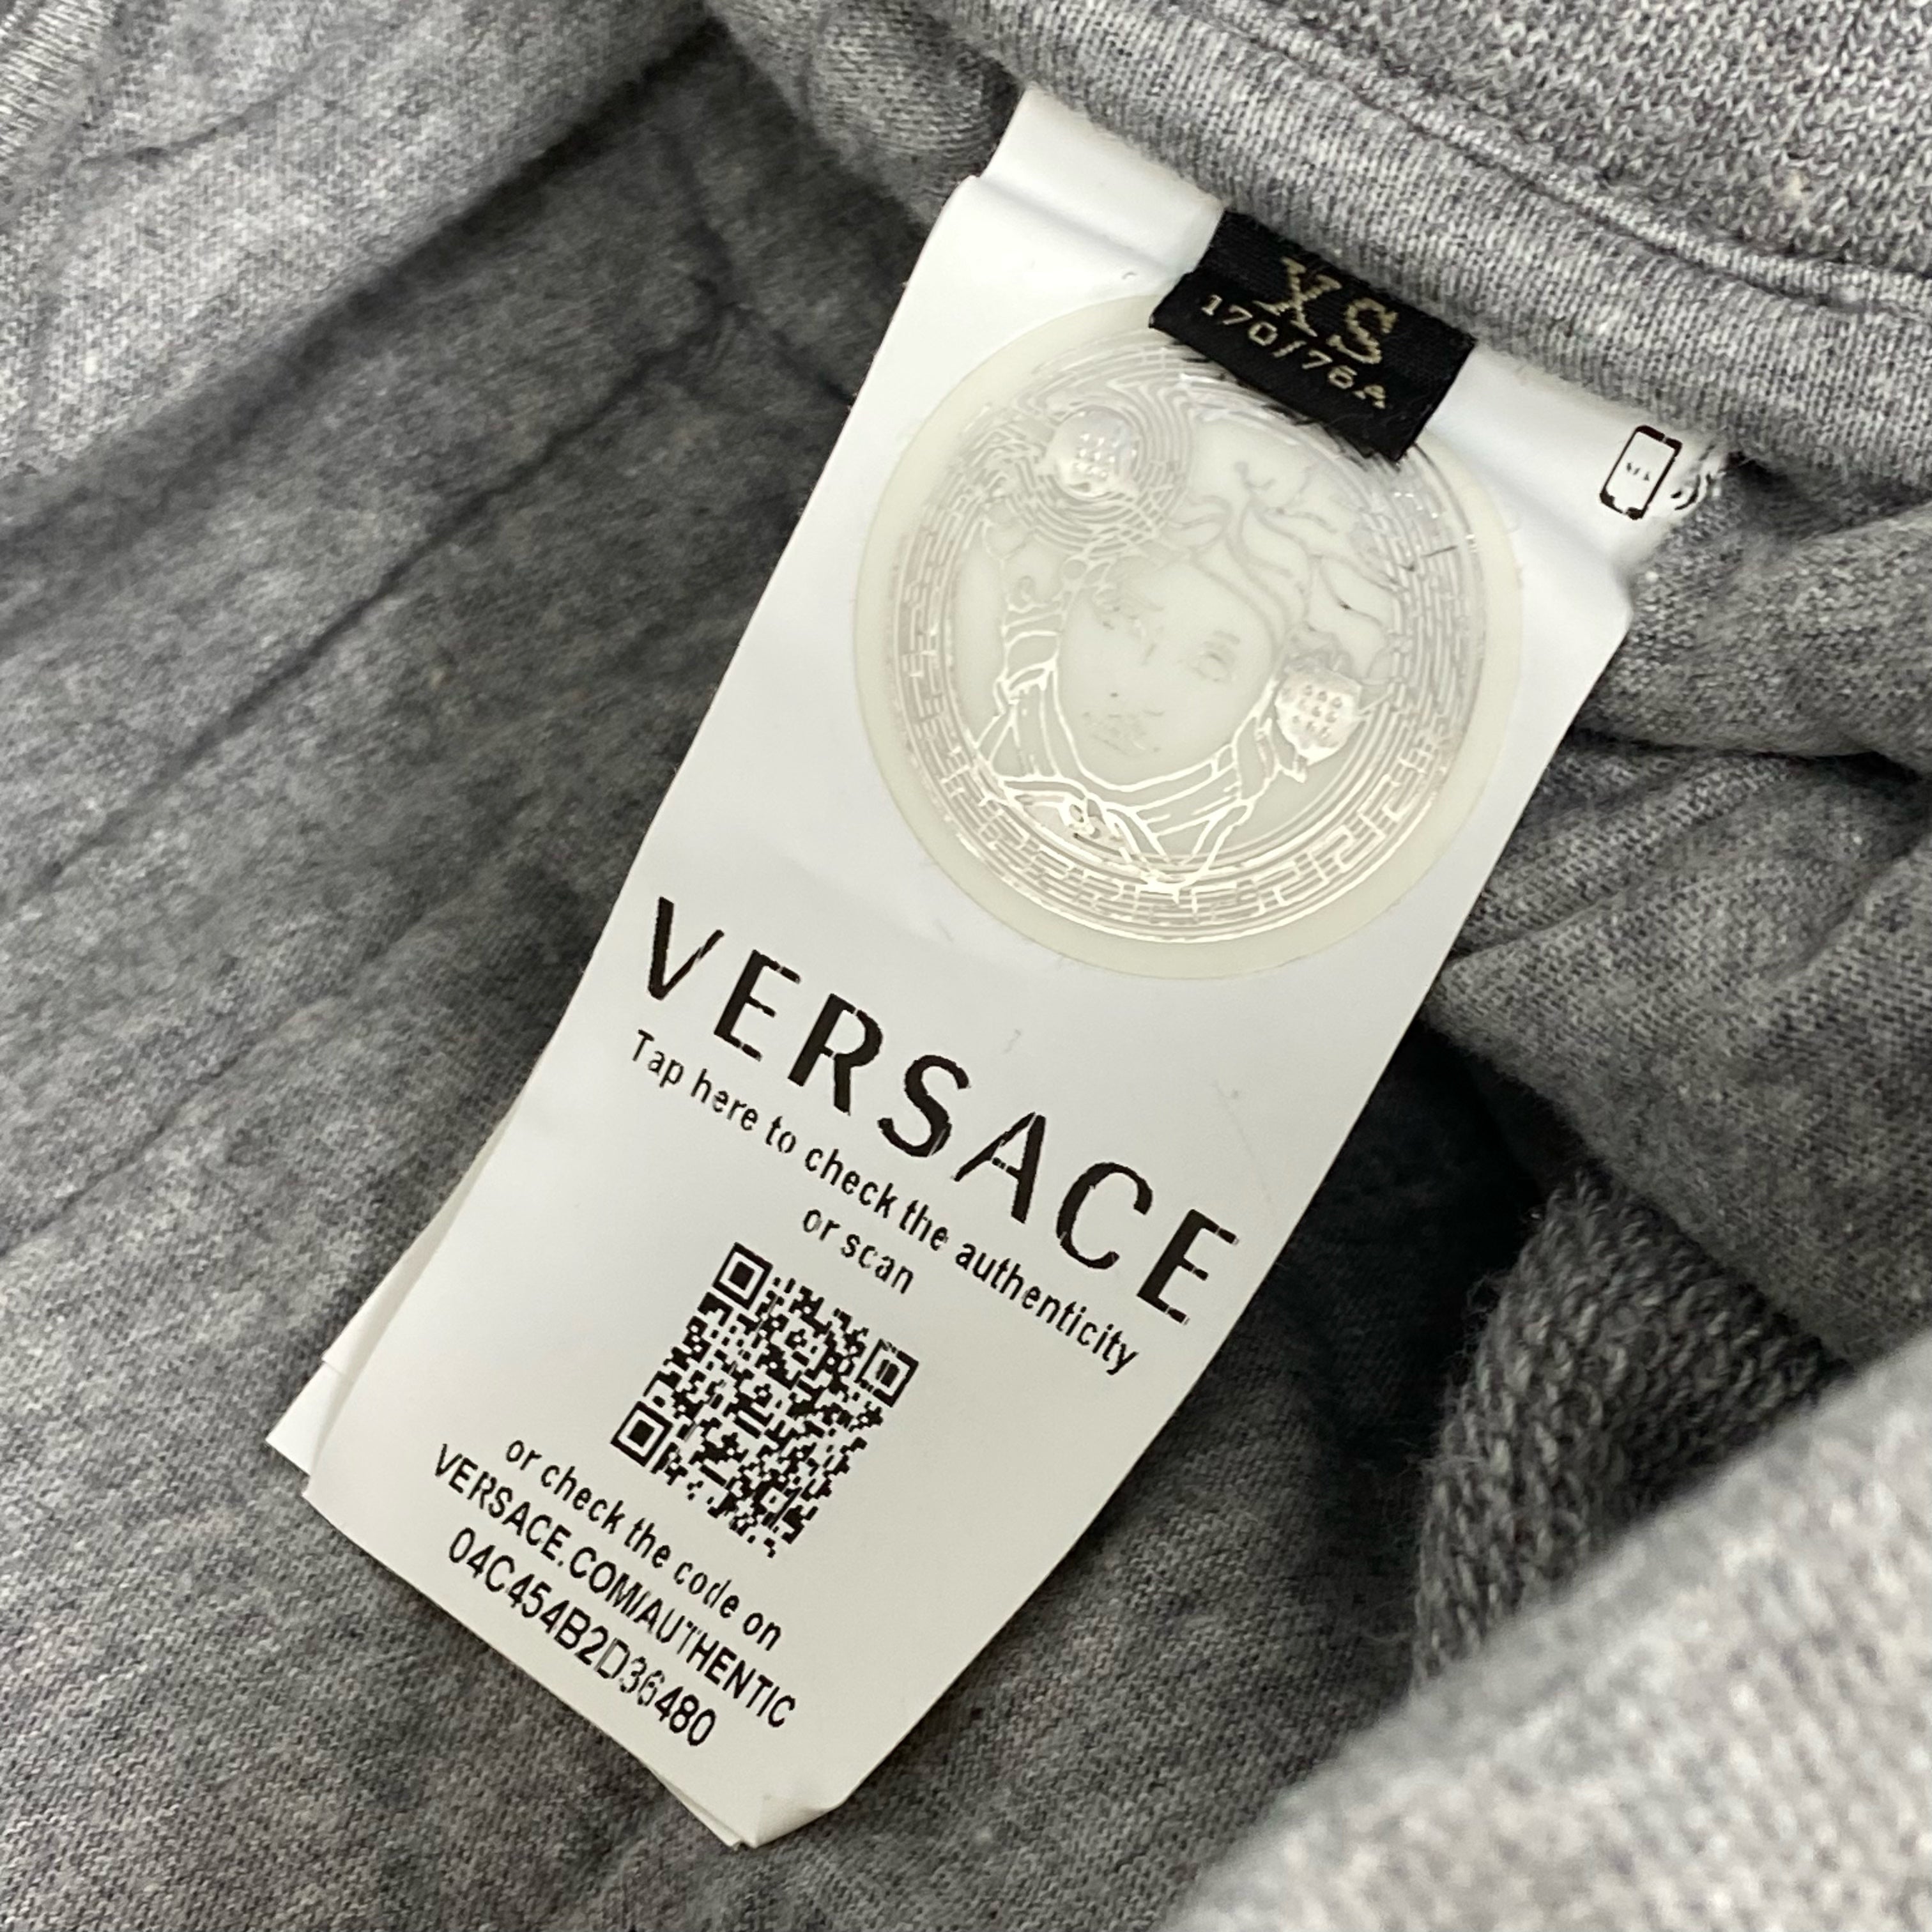 XS
170/76A
VERSACE
Tap here to check the authenticity
or scan
or check the code on
VERSACE.COM/AUTHENTIC
04C454B2D36480